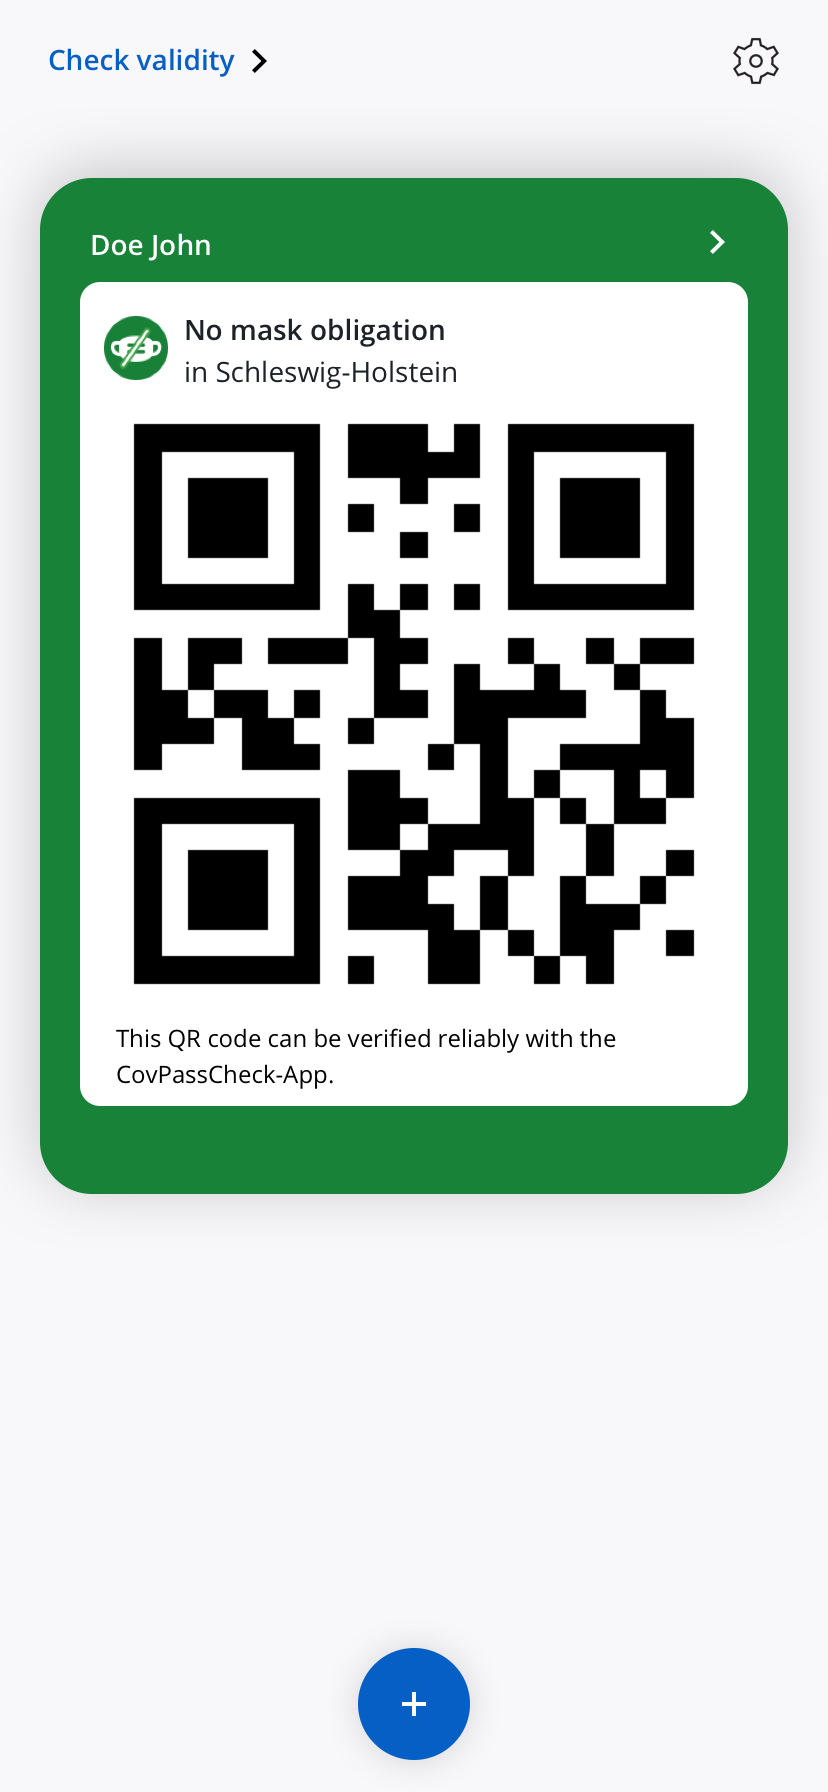 Check validity
Doe John
No mask obligation
in Schleswig-Holstein
This QR code can be verified reliably with the
CovPassCheck-App.